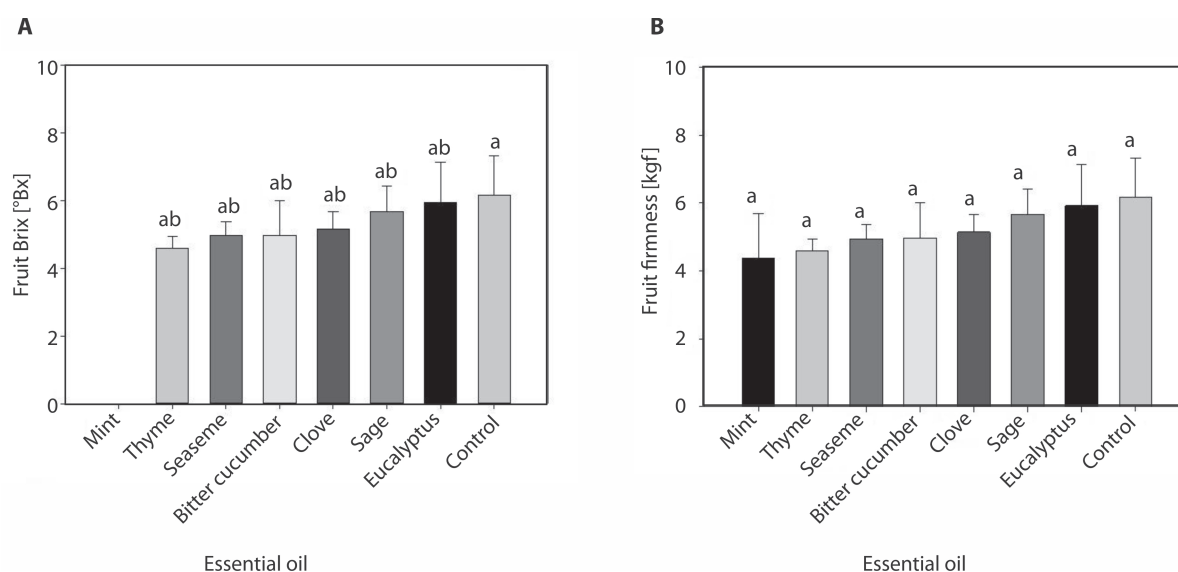 A
Fruit Brix [°Bx]
10
8
6
4
2
0
ab
ab
ab
ab
ab
ab
a
Mint
Thyme
Seaseme
Bitter cucumber
Clove
Sage
Eucalyptus
Control
Essential oil
B
Fruit firmness [kgf]
10
8
6
4
2
0
a
a
a
a
a
a
a
a
Mint
Thyme
Seaseme
Bitter cucumber
Clove
Sage
Eucalyptus
Control
Essential oil